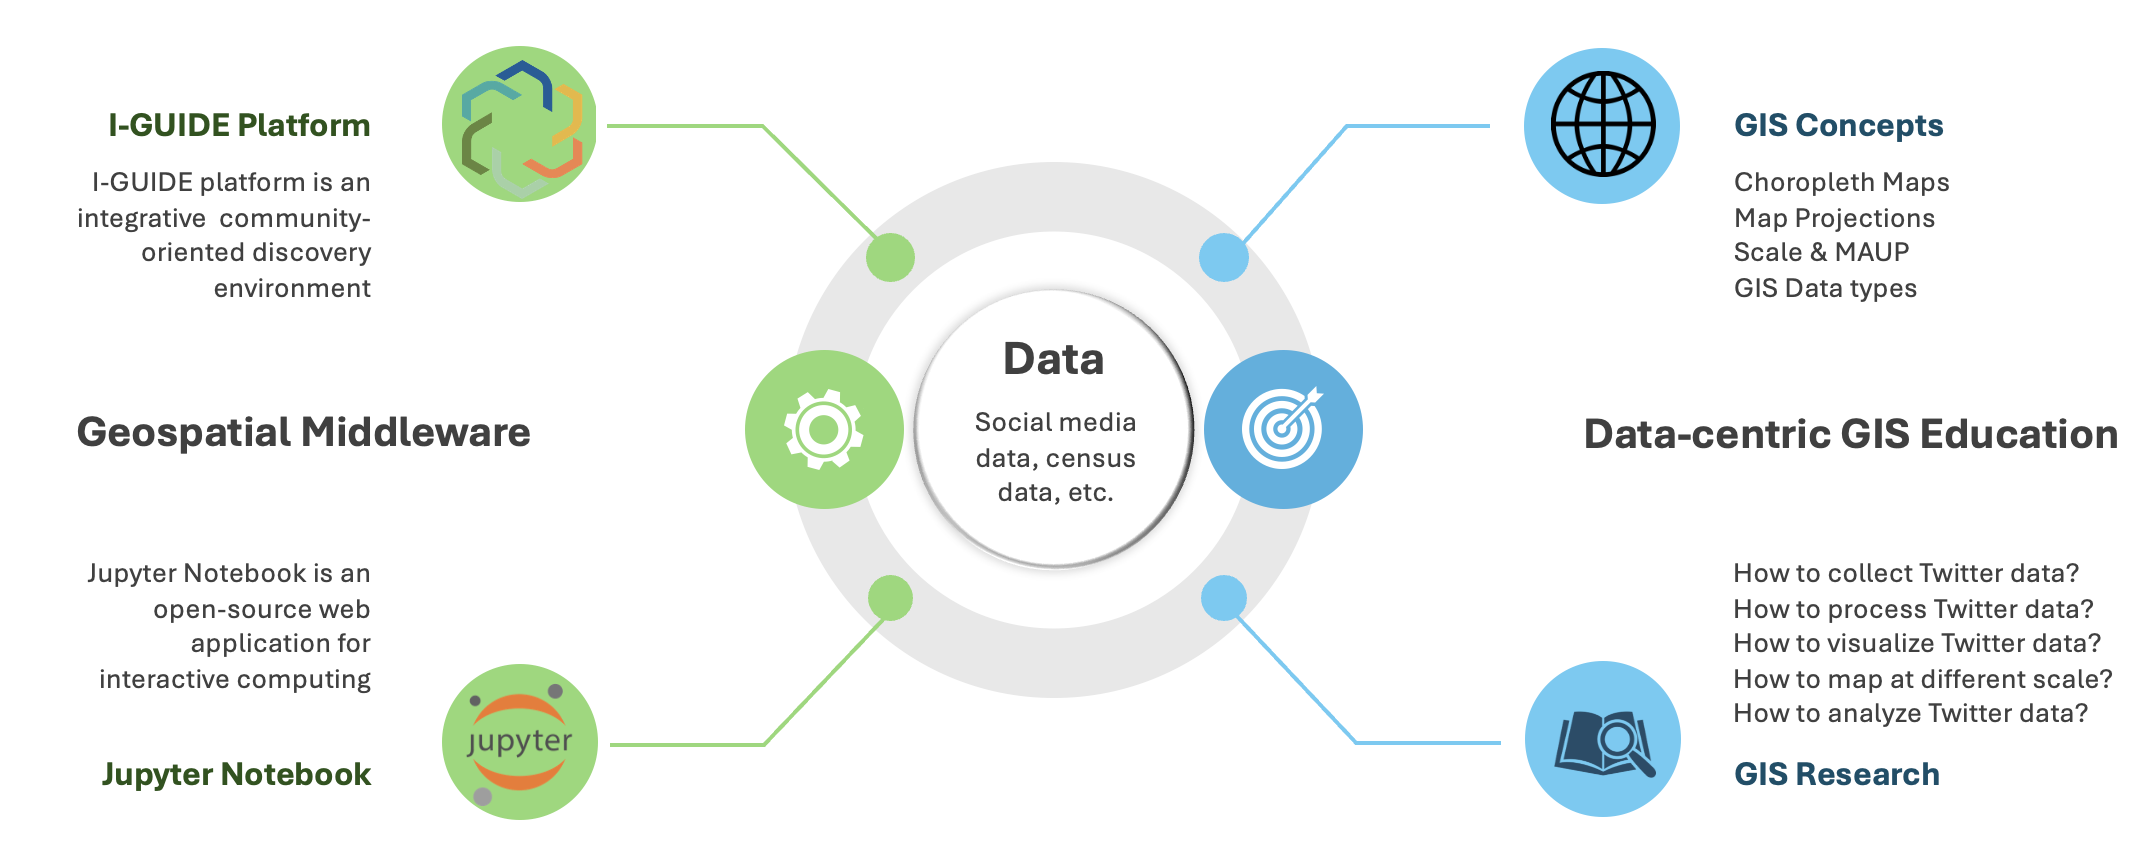 I-GUIDE Platform
I-GUIDE platform is an
integrative community-
oriented discovery
environment
Geospatial Middleware
Jupyter Notebook is an
open-source web
application for
interactive computing
Jupyter Notebook
jupyter
Data
Social media
data, census
data, etc.
GIS Concepts
Choropleth Maps
Map Projections
Scale & MAUP
GIS Data types
Data-centric GIS Education
How to collect Twitter data?
How to process Twitter data?
How to visualize Twitter data?
How to map at different scale?
How to analyze Twitter data?
GIS Research